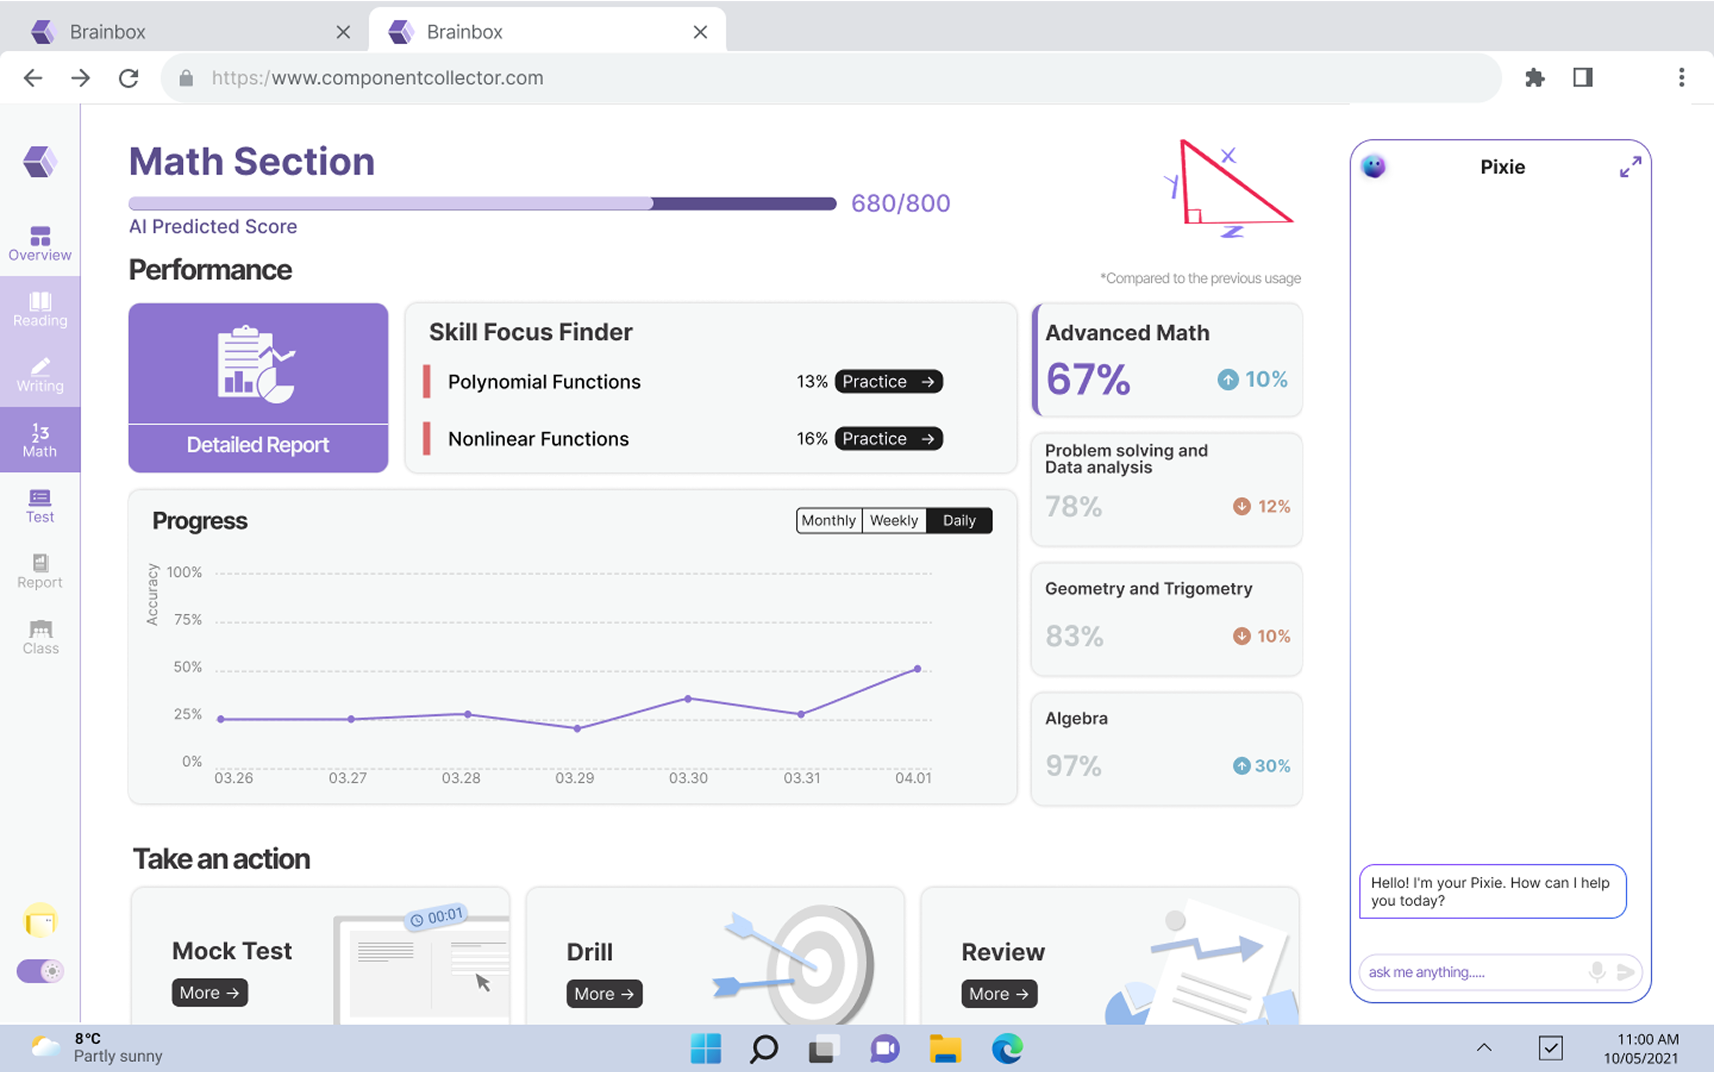 Brainbox
Brainbox
https:/www.componentcollector.com
Overview
Reading
Writing
123
Math
Test
Report
Class
Math Section
680/800
AI Predicted Score
X
Y
Z
Performance
*Compared to the previous usage
Detailed Report
Skill Focus Finder
Polynomial Functions 13% Practice →
Nonlinear Functions 16% Practice →
Advanced Math
67% 10%
Problem solving and
Data analysis
78% 12%
Geometry and Trigometry
83% 10%
Algebra
97% 30%
Progress
Monthly Weekly Daily
Accuracy
100%
75%
50%
25%
0%
03.26 03.27 03.28 03.29 03.30 03.31 04.01
Take an action
Mock Test
More →
00:01
Drill
More →
Review
More →
Pixie
Hello! I'm your Pixie. How can I help
you today?
ask me anything.....
8°C
Partly sunny
11:00 AM
10/05/2021